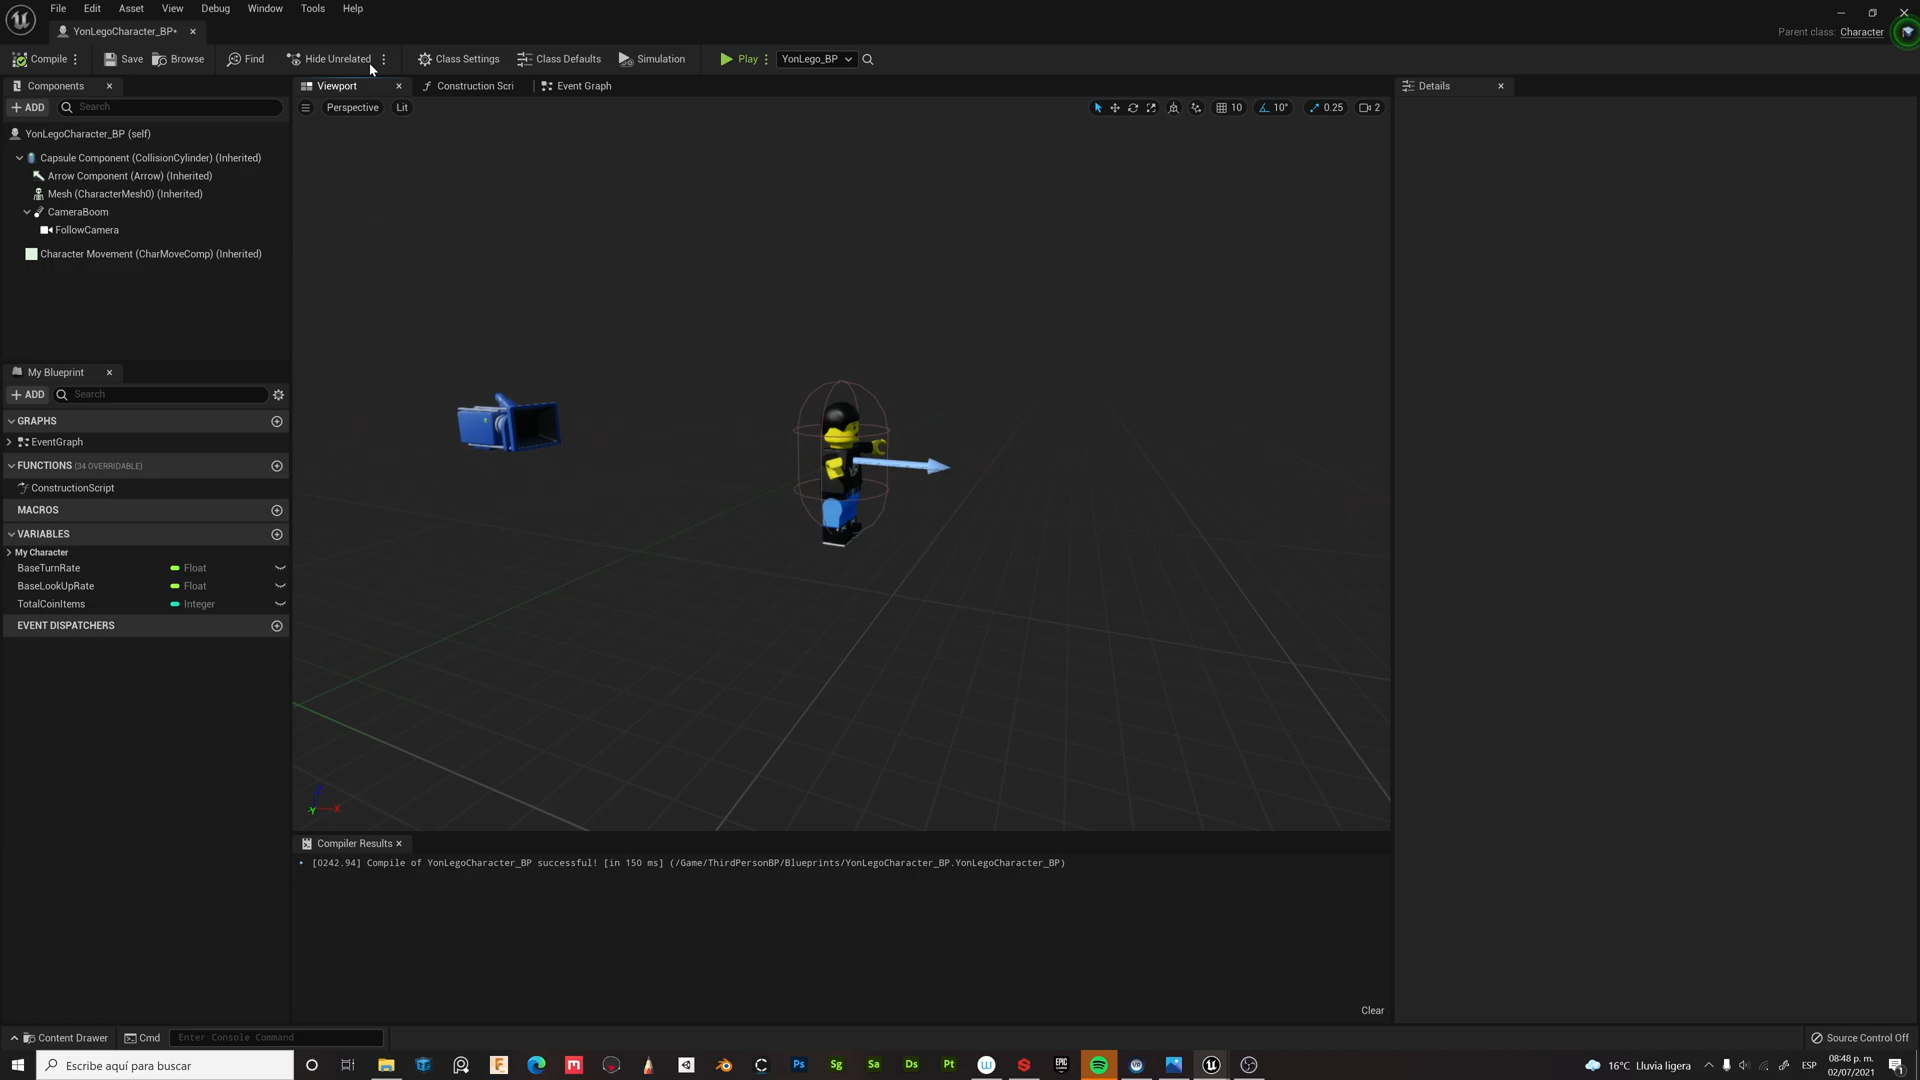 File Edit Asset View Debug Window Tools Help
YonLegoCharacter_BP*
Parent class: Character
Compile Save Browse Find Hide Unrelated Class Settings Class Defaults Simulation Play YonLego_BP
Components Viewport Construction Scri Event Graph Details
ADD Search
Perspective Lit 10 10° 0.25 2
YonLegoCharacter_BP (self)
Capsule Component (CollisionCylinder) (Inherited)
Arrow Component (Arrow) (Inherited)
Mesh (CharacterMesh0) (Inherited)
CameraBoom
FollowCamera
Character Movement (CharMoveComp) (Inherited)
My Blueprint
ADD Search
GRAPHS
EventGraph
FUNCTIONS (34 OVERRIDABLE)
ConstructionScript
MACROS
VARIABLES
My Character
BaseTurnRate Float
BaseLookUpRate Float
TotalCoinItems Integer
EVENT DISPATCHERS
Z
Y X
Compiler Results
[0242.94] Compile of YonLegoCharacter_BP successful! [in 150 ms] (/Game/ThirdPersonBP/Blueprints/YonLegoCharacter_BP.YonLegoCharacter_BP)
Clear
Content Drawer Cmd Enter Console Command Source Control Off
Escribe aquí para buscar
Ps Sg Sa Ds Pt
EPIC
16°C Lluvia ligera ESP
08:48 p. m.
02/07/2021